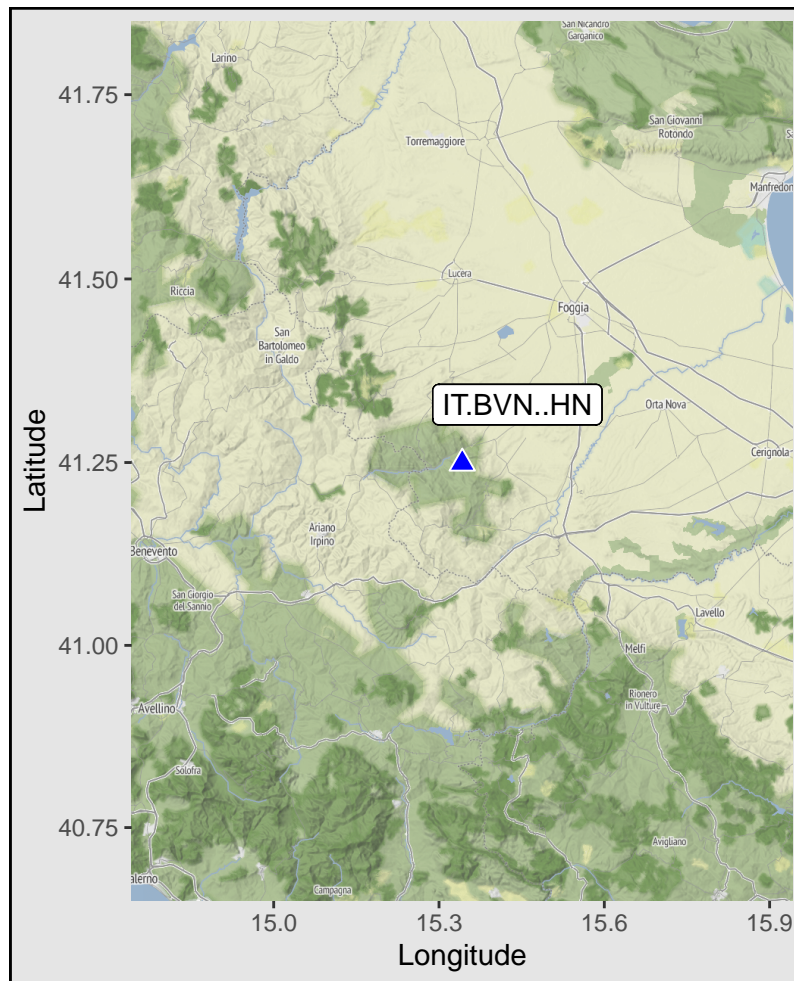 San Nicandro
Garganico
Larino
41.75
San Giovanni
Rotondo
Torremaggiore
Manfredon
41.50
Lucera
Riccia
Foggia
San
Bartolomeo
in Galdo
IT.BVN..HN
Orta Nova
Latitude
41.25
Cerignola
Ariano
Irpino
Benevento
San Giorgio
del Sannio
Lavello
41.00
Melfi
Rionero
in Vulture
Avellino
Solofra
40.75
Avigliano
alerno
Campagna
15.0
15.3
15.6
15.9
Longitude